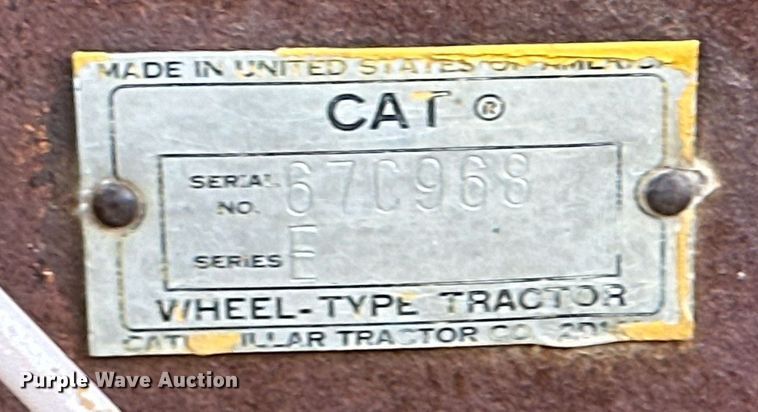 MADE IN UNITED STATES OF AMERICA
CAT ®
SERIAL NO. 67C968
SERIES E
WHEEL-TYPE TRACTOR
CATERPILLAR TRACTOR CO.
Purple Wave Auction